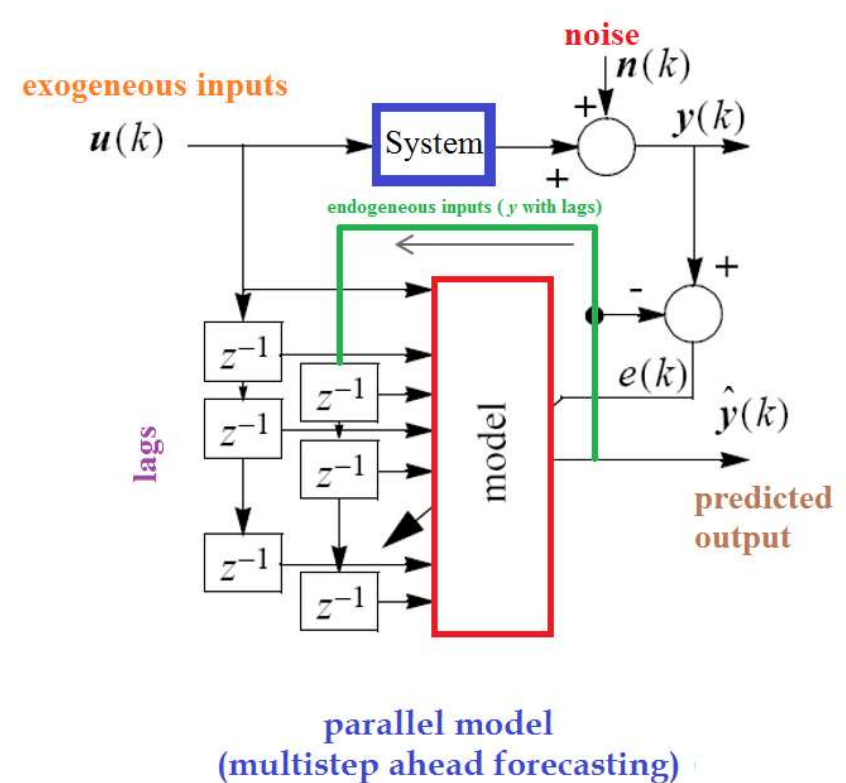 noise
n(k)
exogeneous inputs
u(k)
System
+
+
y(k)
endogeneous inputs ( y with lags)
+
-
z⁻¹
z⁻¹
e(k)
ŷ(k)
z⁻¹
z⁻¹
lags
model
predicted
output
z⁻¹
z⁻¹
parallel model
(multistep ahead forecasting)